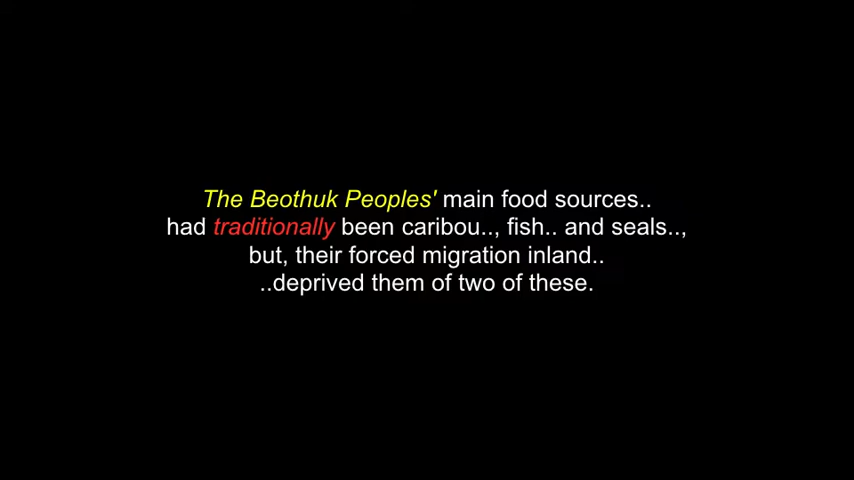 The Beothuk Peoples' main food sources..
had traditionally been caribou.., fish.. and seals..,
but, their forced migration inland..
..deprived them of two of these.